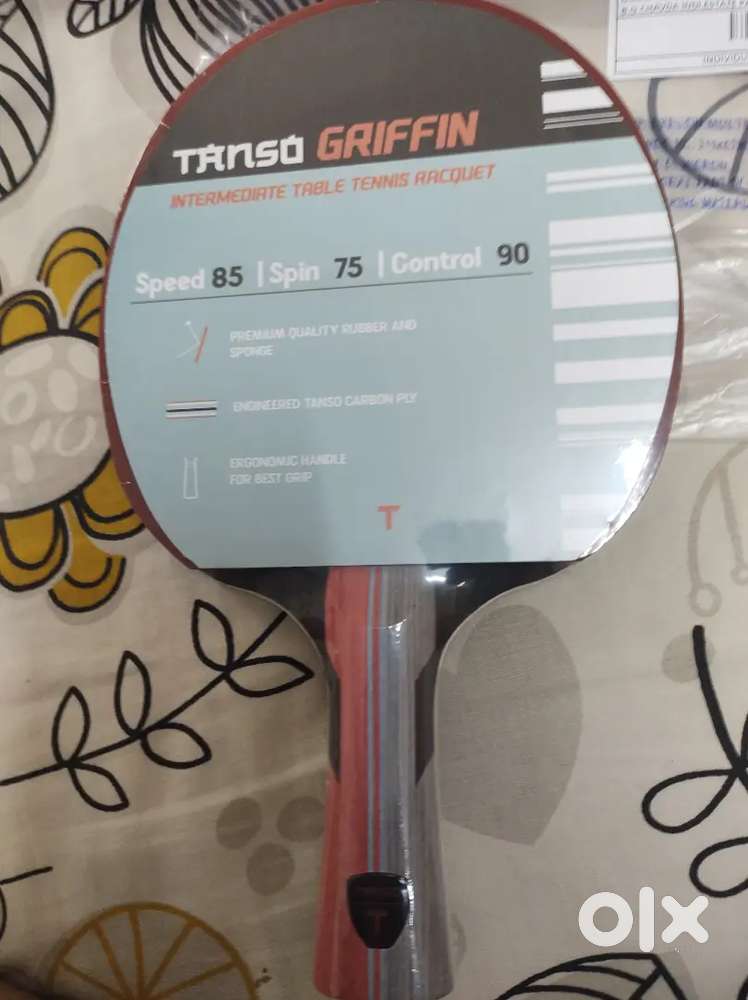 TANSO GRIFFIN
INTERMEDIATE TABLE TENNIS RACQUET
Speed 85 | Spin 75 | Control 90
PREMIUM QUALITY RUBBER AND
SPONGE
ENGINEERED TANSO CARBON PLY
ERGONOMIC HANDLE
FOR BEST GRIP
T
T
olx